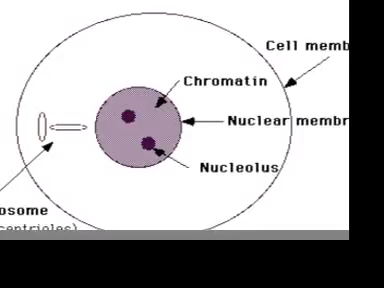 Cell memb
Chromatin
Nuclear membr
Nucleolus
osome
centrioles)